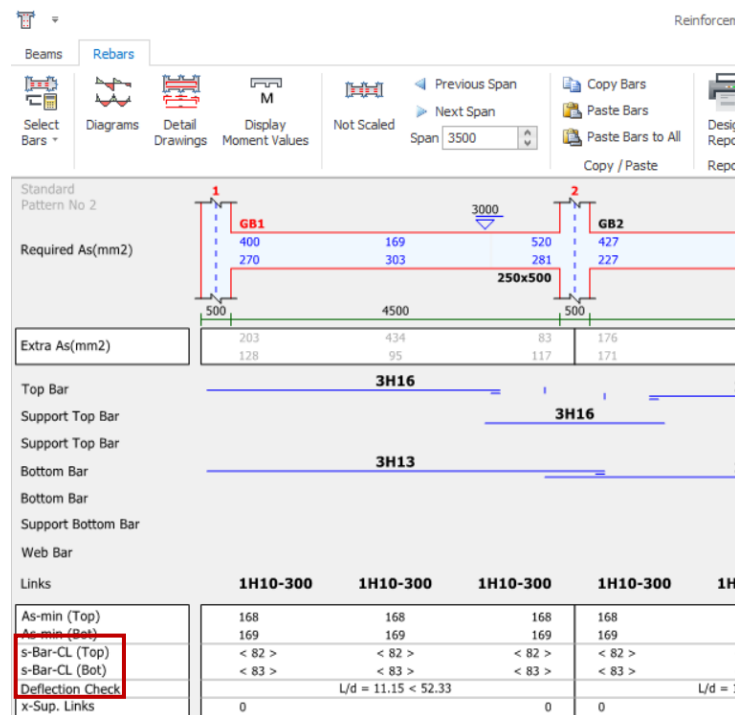 Reinforcem
Beams Rebars
Select Bars
Diagrams
Detail Drawings
Display Moment Values
M
Not Scaled
Previous Span
Next Span
Span 3500
Copy Bars
Paste Bars
Paste Bars to All
Copy / Paste
Desig
Repo
Repo
Standard
Pattern No 2
1 2
3000
GB1 GB2
Required As(mm2)
400 169 520 427
270 303 281 227
250x500
500 4500 500
Extra As(mm2)
203 434 83 176
128 95 117 171
Top Bar 3H16
Support Top Bar 3H16
Support Top Bar
Bottom Bar 3H13
Bottom Bar
Support Bottom Bar
Web Bar
Links 1H10-300 1H10-300 1H10-300 1H10-300 1H
As-min (Top) 168 168 168 168
As-min (Bot) 169 169 169 169
s-Bar-CL (Top) < 82 > < 82 > < 82 > < 82 >
s-Bar-CL (Bot) < 83 > < 83 > < 83 > < 83 >
Deflection Check L/d = 11.15 < 52.33 L/d =
x-Sup. Links 0 0 0